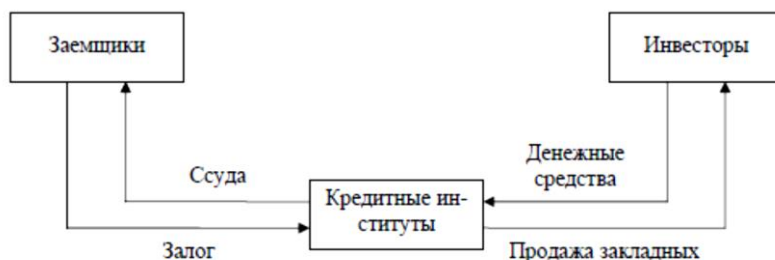 Заемщики
Инвесторы
Ссуда
Денежные
средства
Кредитные ин-
ституты
Залог
Продажа закладных